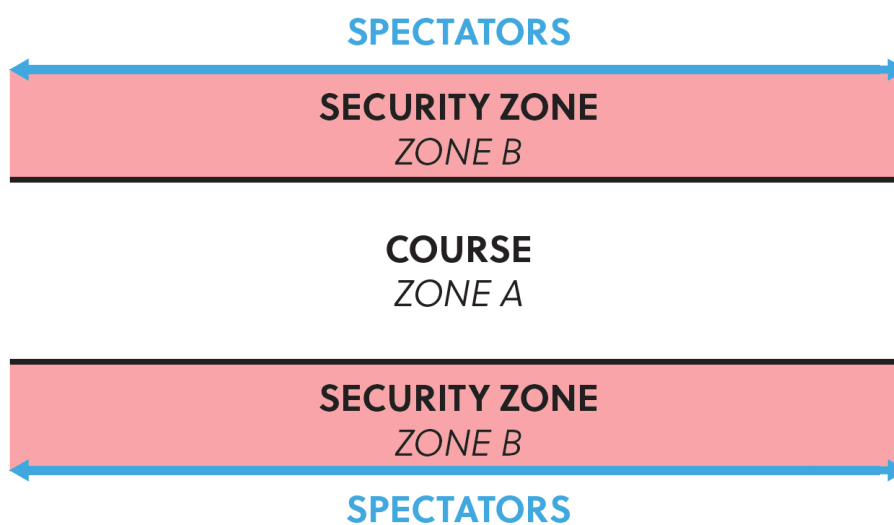 SPECTATORS
SECURITY ZONE
ZONE B
COURSE
ZONE A
SECURITY ZONE
ZONE B
SPECTATORS